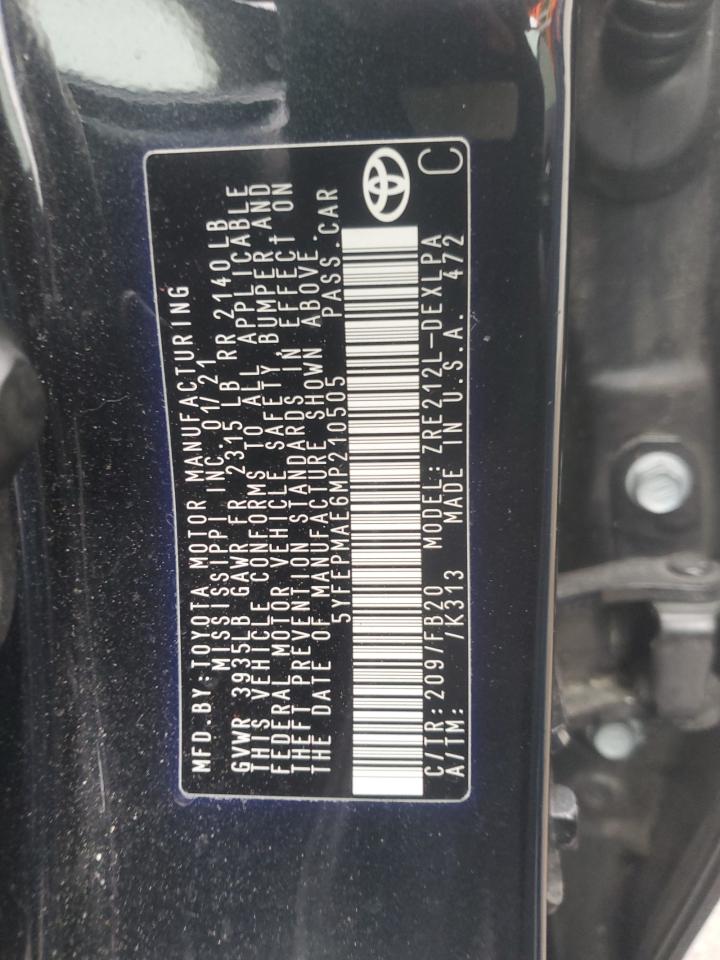 MFD.BY:TOYOTA MOTOR MANUFACTURING
MISSISSIPPI INC.01/21
GVWR 3935LB GAWR FR 2315LB RR 2140LB
THIS VEHICLE CONFORMS TO ALL APPLICABLE
FEDERAL MOTOR VEHICLE SAFETY,BUMPER,AND
THEFT PREVENTION STANDARDS IN EFFECT ON
THE DATE OF MANUFACTURE SHOWN ABOVE.
5YFEPMAE6MP210505 PASS.CAR
C/TR:209/FB20 MODEL:ZRE212L-DEXLPA
A/TM: /K313 MADE IN U.S.A. 472
C